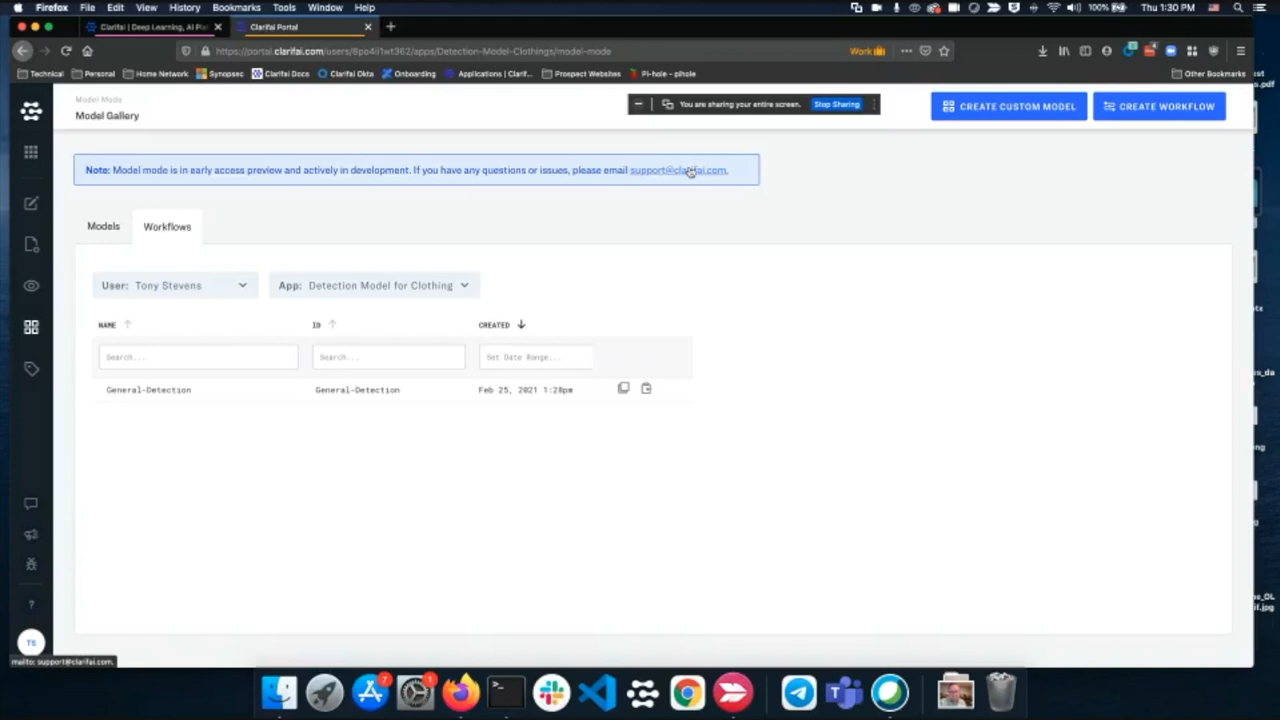 Firefox File Edit View History Bookmarks Tools Window Help
100% Thu 1:30 PM
Clarifai | Deep Learning, AI Pla
Clarifai Portal
https://portal.clarifai.com/users/8po4ii1wt362/apps/Detection-Model-Clothings/model-mode
Work
Technical Personal Home Network Synopsec Clarifai Docs Clarifai Okta Onboarding Applications | Clarif... Prospect Websites Pi-hole - pihole Other Bookmarks
Model Mode
Model Gallery
You are sharing your entire screen. Stop Sharing
CREATE CUSTOM MODEL
CREATE WORKFLOW
Note: Model mode is in early access preview and actively in development. If you have any questions or issues, please email support@clarifai.com.
Models Workflows
User: Tony Stevens
App: Detection Model for Clothing
NAME ID CREATED
Search... Search... Set Date Range...
General-Detection General-Detection Feb 25, 2021 1:28pm
?
TS
mailto: support@clarifai.com.
7
1